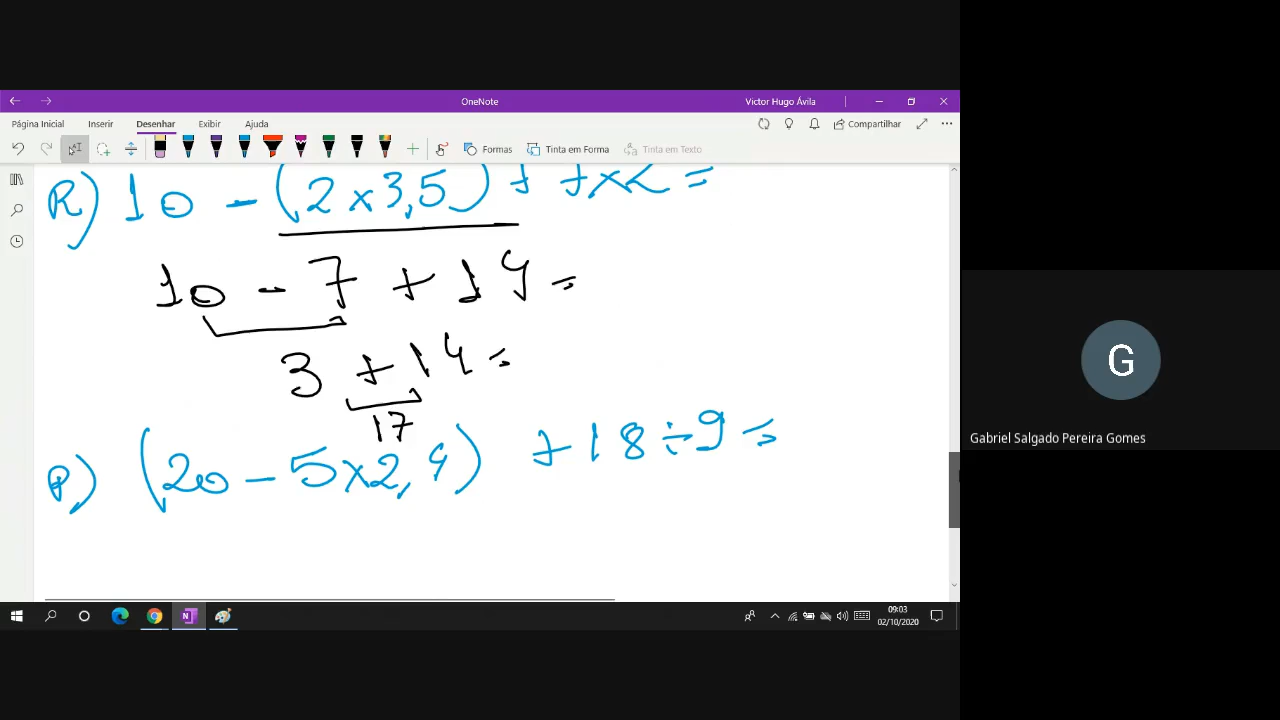 OneNote
Victor Hugo Ávila
Página Inicial Inserir Desenhar Exibir Ajuda
Compartilhar
Formas Tinta em Forma Tinta em Texto
R) 10 - (2 x 3,5) + 7x2 =
10 - 7 + 14 =
3 + 14 =
17
P) (20 - 5x2,4) + 18 ÷ 9 =
G
Gabriel Salgado Pereira Gomes
09:03
02/10/2020